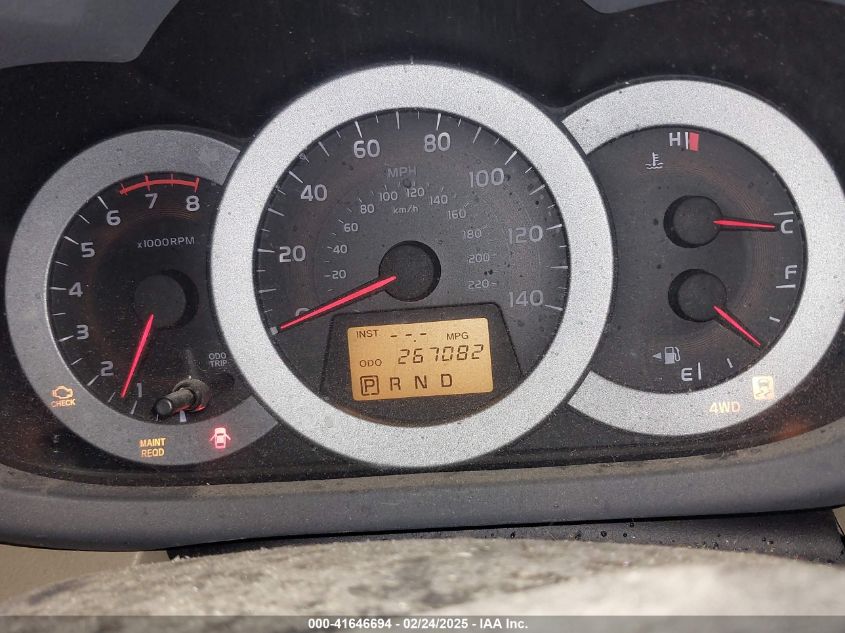 6 7 8
5
4
3
2
1
x1000RPM
ODO
TRIP
CHECK
MAINT
REQD
0 20 40 60 80 100 120 140
MPH
20 40 60 80 100 120 140 160 180 200 220
km/h
INST --.- MPG
ODO 267082
P R N D
H
C
F
E
4WD
000-41646694 - 02/24/2025 - IAA Inc.